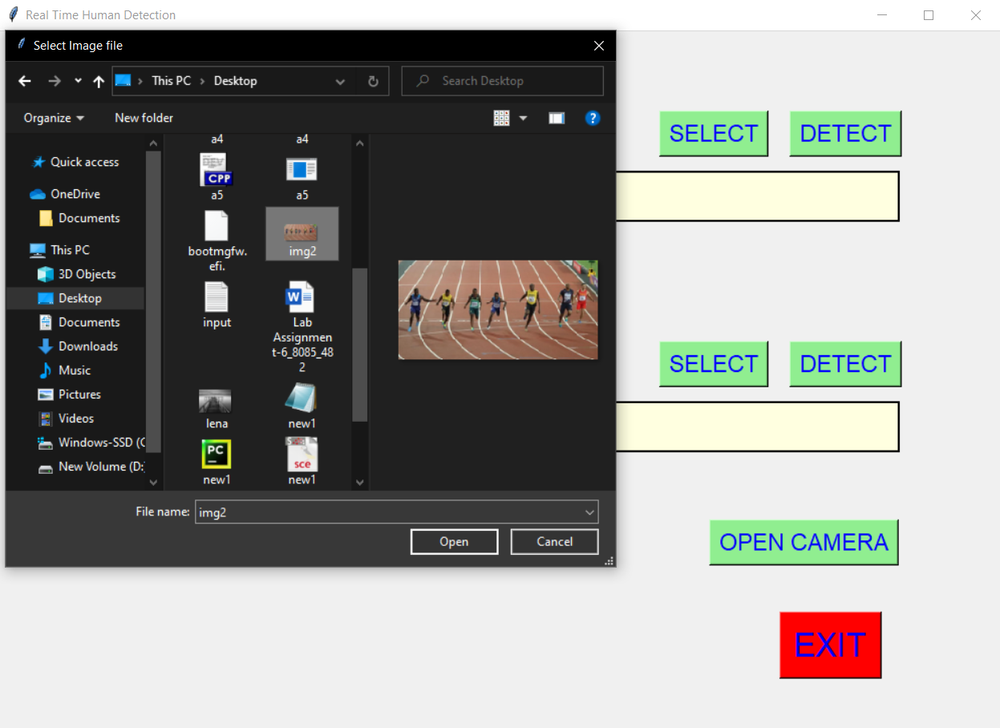 Real Time Human Detection
Select Image file
This PC
Desktop
Search Desktop
Organize
New folder
Quick access
OneDrive
Documents
This PC
3D Objects
Desktop
Documents
Downloads
Music
Pictures
Videos
Windows-SSD (C
New Volume (D:
a4
a4
CPP
a5
a5
bootmgfw.
efi.
img2
input
W
Lab
Assignmen
t-6_8085_48
2
lena
new1
PC
new1
sce
new1
File name:
img2
Open
Cancel
SELECT
DETECT
SELECT
DETECT
OPEN CAMERA
EXIT